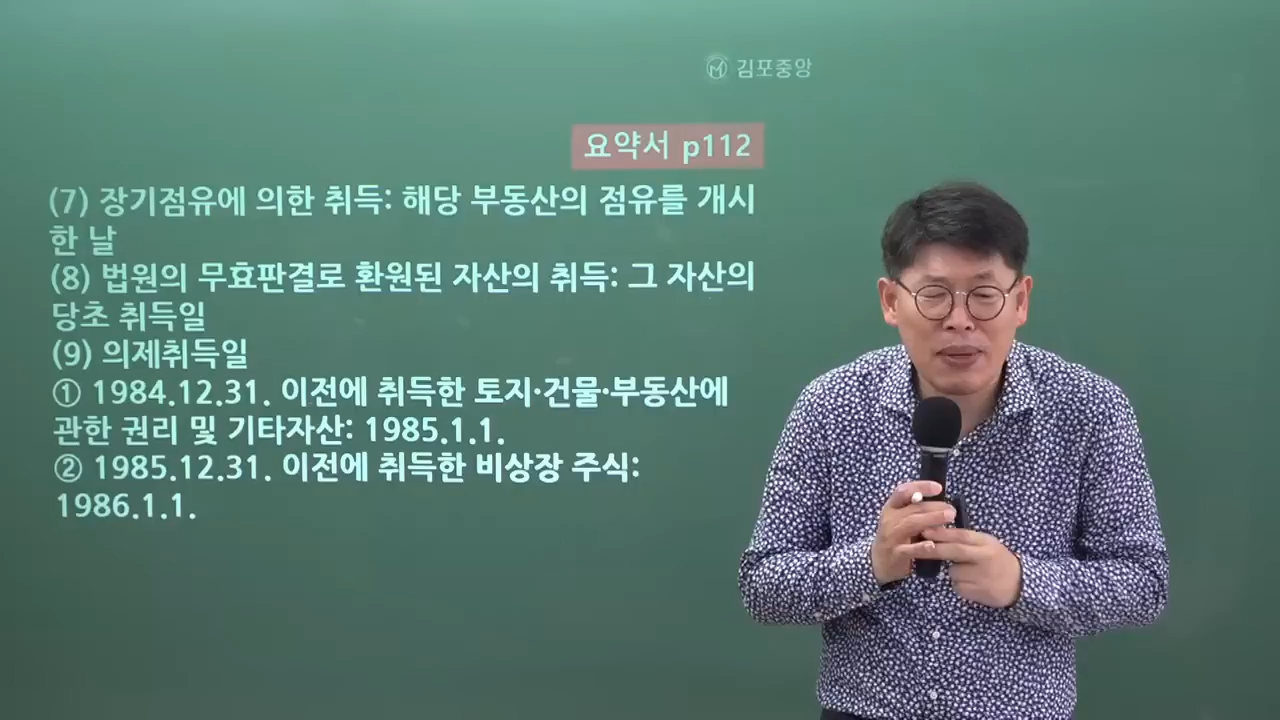 김포중앙
요약서 p112
(7) 장기점유에 의한 취득: 해당 부동산의 점유를 개시
한 날
(8) 법원의 무효판결로 환원된 자산의 취득: 그 자산의
당초 취득일
(9) 의제취득일
① 1984.12.31. 이전에 취득한 토지·건물·부동산에
관한 권리 및 기타자산: 1985.1.1.
② 1985.12.31. 이전에 취득한 비상장 주식:
1986.1.1.